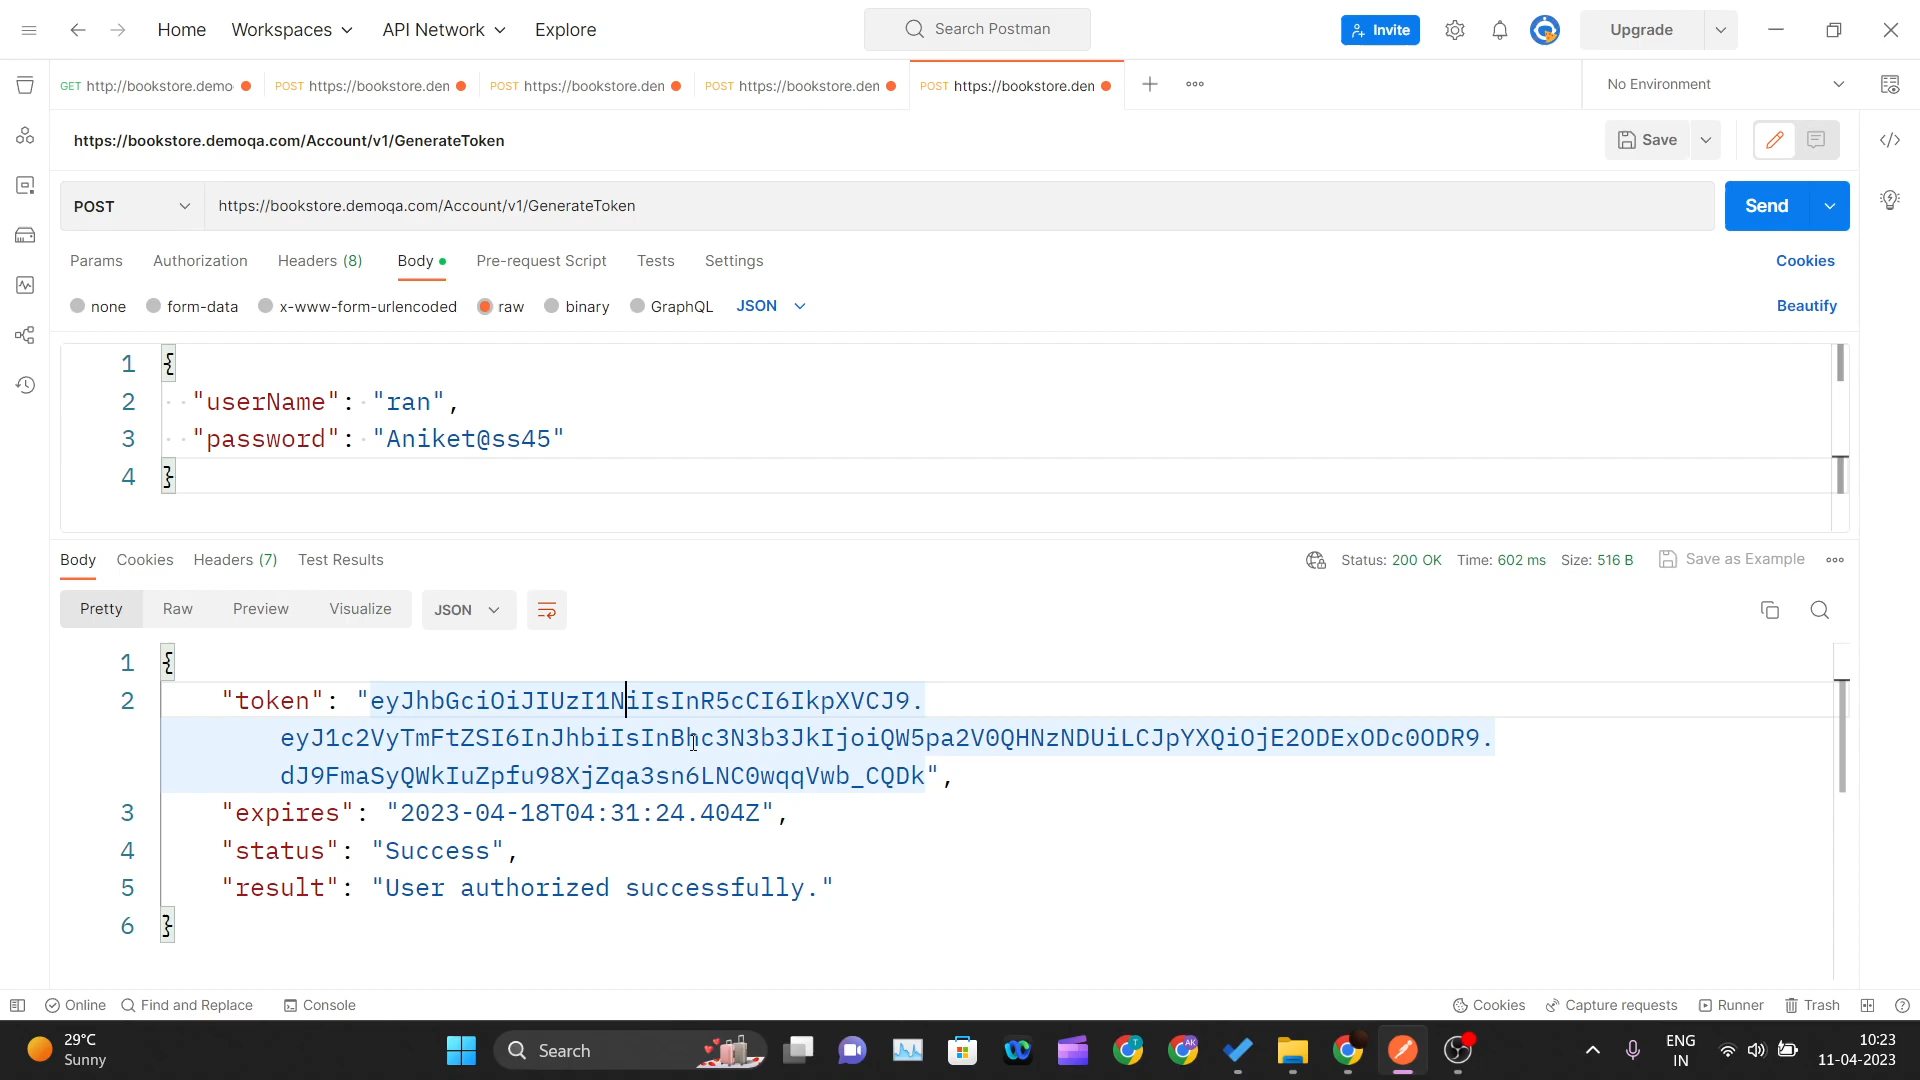 Home Workspaces API Network Explore Search Postman Invite Upgrade
GET http://bookstore.demo POST https://bookstore.den POST https://bookstore.den POST https://bookstore.den POST https://bookstore.den No Environment
https://bookstore.demoqa.com/Account/v1/GenerateToken Save
POST https://bookstore.demoqa.com/Account/v1/GenerateToken Send
Params Authorization Headers (8) Body Pre-request Script Tests Settings Cookies
none form-data x-www-form-urlencoded raw binary GraphQL JSON Beautify
1 {
2 "userName": "ran",
3 "password": "Aniket@ss45"
4 }
Body Cookies Headers (7) Test Results Status: 200 OK Time: 602 ms Size: 516 B Save as Example
Pretty Raw Preview Visualize JSON
1 {
2 "token": "eyJhbGciOiJIUzI1NiIsInR5cCI6IkpXVCJ9.
eyJ1c2VyTmFtZSI6InJhbiIsInBhc3N3b3JkIjoiQW5pa2V0QHNzNDUiLCJpYXQiOjE2ODExODc0ODR9.
dJ9FmaSyQWkIuZpfu98XjZqa3sn6LNC0wqqVwb_CQDk",
3 "expires": "2023-04-18T04:31:24.404Z",
4 "status": "Success",
5 "result": "User authorized successfully."
6 }
Online Find and Replace Console Cookies Capture requests Runner Trash
29°C
Sunny
Search
ENG
IN
10:23
11-04-2023